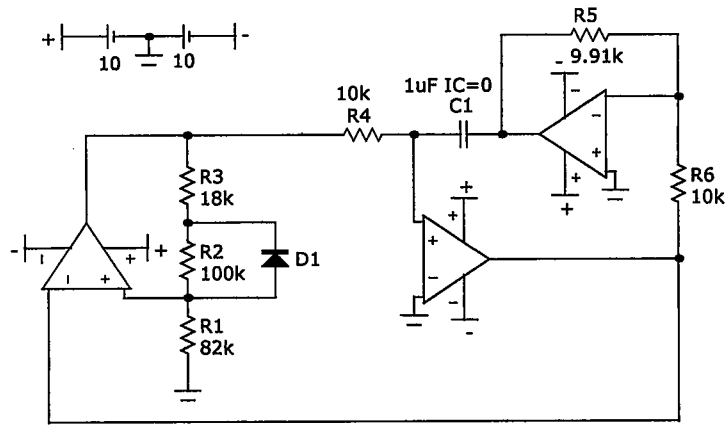 +
-
10
10
R5
9.91k
1uF IC=0
C1
10k
R4
-
-
-
+
+
+
R6
10k
R3
18k
R2
100k
D1
R1
82k
-
-
+
+
-
+
+
+
+
-
-
-